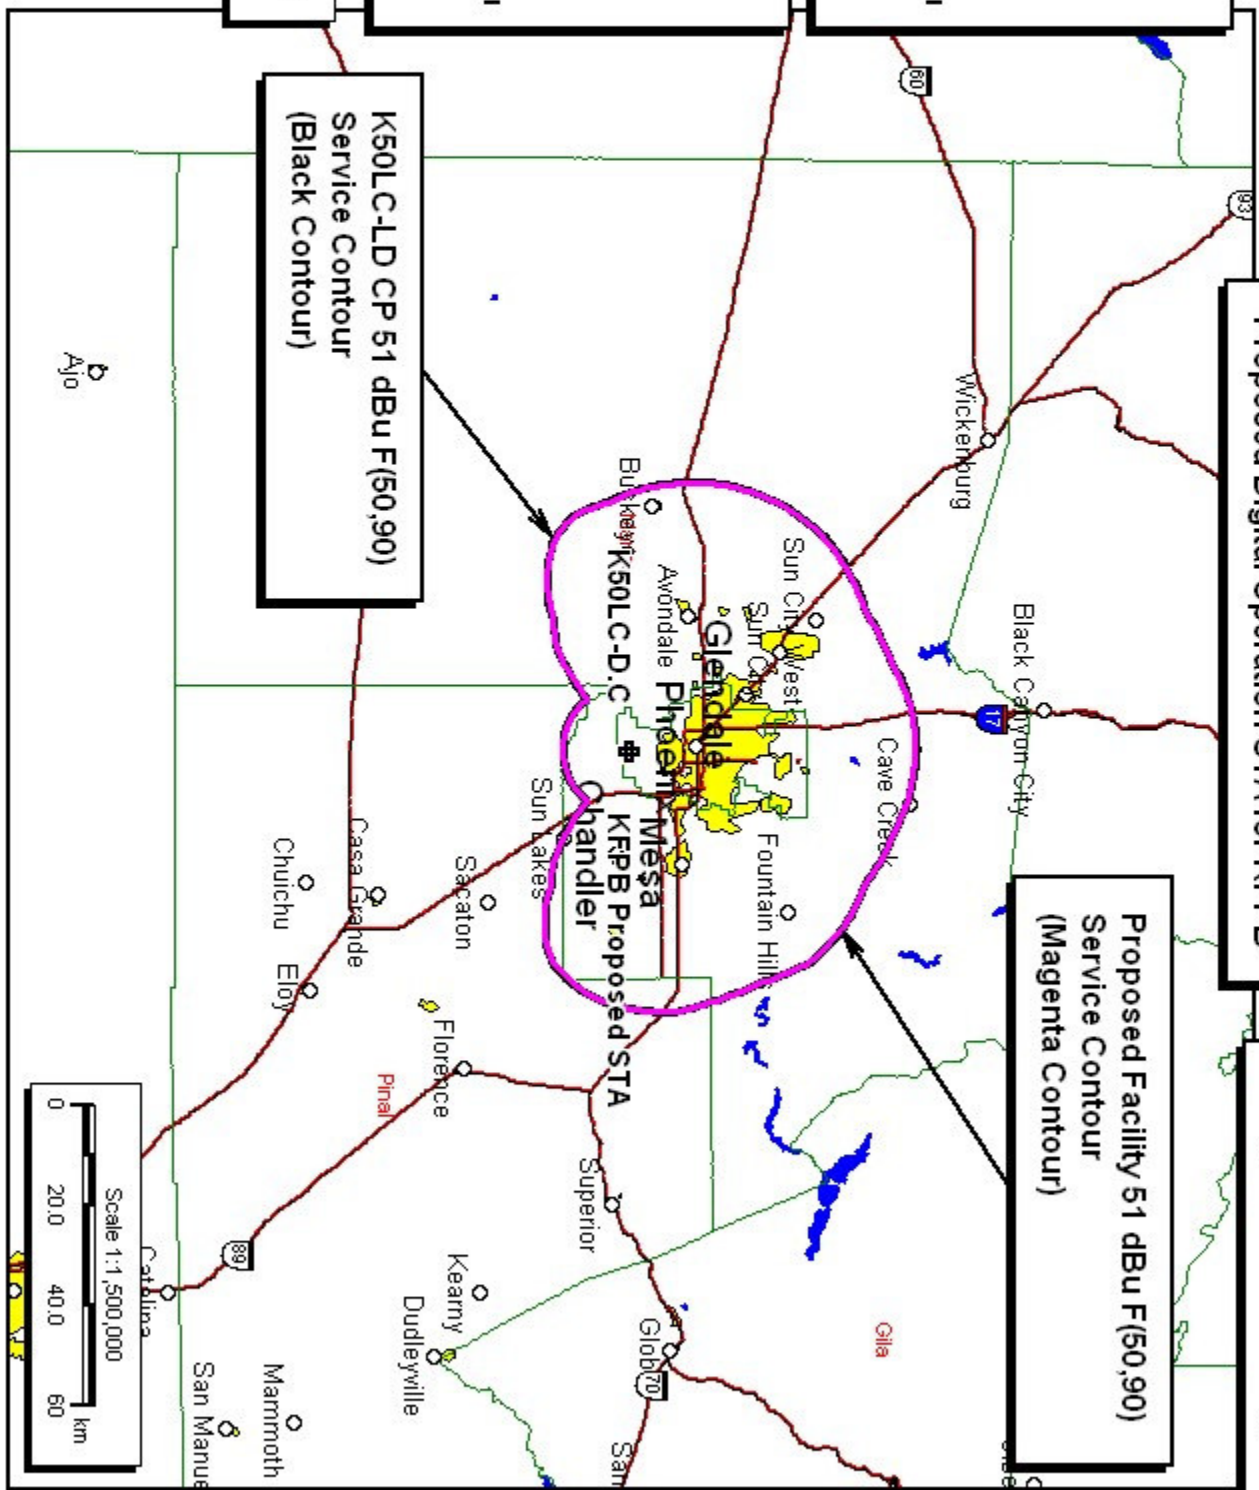 Proposed Facility 51 dBu F(50,90)
Service Contour
(Magenta Contour)
K50LC-LD CP 51 dBu F(50,90)
Service Contour
(Black Contour)
93
60
Wickenburg
Black Canyon City
17
Cave Creek
Gila
Sun City West
Sun City
Fountain Hills
Glendale
Avondale
Phoenix
Mesa
Buckeye
K50LC-D.C
KFPB Proposed STA
Chandler
Sun Lakes
Superior
Globe
70
San
Sacaton
Florence
Kearny
Dudleyville
Casa Grande
Pinal
Chuichu
Eloy
89
Catalina
Mammoth
San Manue
Ajo
Scale 1:1,500,000
0 20.0 40.0 60 km